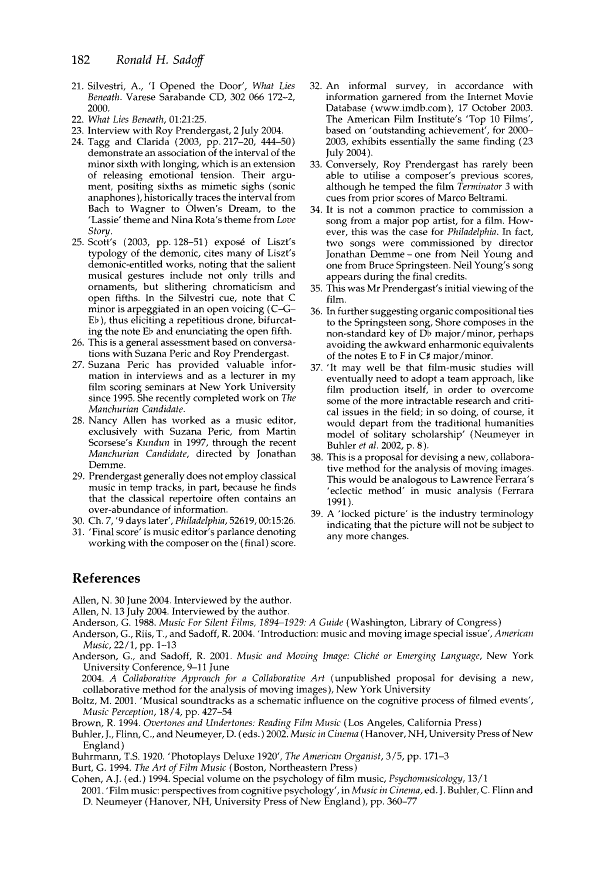 182 Ronald H. Sadoff
21. Silvestri, A., 'I Opened the Door', What Lies
Beneath. Varese Sarabande CD, 302 066 172–2,
2000.
22. What Lies Beneath, 01:21:25.
23. Interview with Roy Prendergast, 2 July 2004.
24. Tagg and Clarida (2003, pp. 217–20, 444–50)
demonstrate an association of the interval of the
minor sixth with longing, which is an extension
of releasing emotional tension. Their argu-
ment, positing sixths as mimetic sighs (sonic
anaphones), historically traces the interval from
Bach to Wagner to Olwen's Dream, to the
'Lassie' theme and Nina Rota's theme from Love
Story.
25. Scott's (2003, pp. 128–51) exposé of Liszt's
typology of the demonic, cites many of Liszt's
demonic-entitled works, noting that the salient
musical gestures include not only trills and
ornaments, but slithering chromaticism and
open fifths. In the Silvestri cue, note that C
minor is arpeggiated in an open voicing (C–G–
E♭), thus eliciting a repetitious drone, bifurcat-
ing the note E♭ and enunciating the open fifth.
26. This is a general assessment based on conversa-
tions with Suzana Peric and Roy Prendergast.
27. Suzana Peric has provided valuable infor-
mation in interviews and as a lecturer in my
film scoring seminars at New York University
since 1995. She recently completed work on The
Manchurian Candidate.
28. Nancy Allen has worked as a music editor,
exclusively with Suzana Peric, from Martin
Scorsese's Kundun in 1997, through the recent
Manchurian Candidate, directed by Jonathan
Demme.
29. Prendergast generally does not employ classical
music in temp tracks, in part, because he finds
that the classical repertoire often contains an
over-abundance of information.
30. Ch. 7, '9 days later', Philadelphia, 52619, 00:15:26.
31. 'Final score' is music editor's parlance denoting
working with the composer on the (final) score.
32. An informal survey, in accordance with
information garnered from the Internet Movie
Database (www.imdb.com), 17 October 2003.
The American Film Institute's 'Top 10 Films',
based on 'outstanding achievement', for 2000–
2003, exhibits essentially the same finding (23
July 2004).
33. Conversely, Roy Prendergast has rarely been
able to utilise a composer's previous scores,
although he temped the film Terminator 3 with
cues from prior scores of Marco Beltrami.
34. It is not a common practice to commission a
song from a major pop artist, for a film. How-
ever, this was the case for Philadelphia. In fact,
two songs were commissioned by director
Jonathan Demme – one from Neil Young and
one from Bruce Springsteen. Neil Young's song
appears during the final credits.
35. This was Mr Prendergast's initial viewing of the
film.
36. In further suggesting organic compositional ties
to the Springsteen song, Shore composes in the
non-standard key of D♭ major/minor, perhaps
avoiding the awkward enharmonic equivalents
of the notes E to F in C♯ major/minor.
37. 'It may well be that film-music studies will
eventually need to adopt a team approach, like
film production itself, in order to overcome
some of the more intractable research and criti-
cal issues in the field; in so doing, of course, it
would depart from the traditional humanities
model of solitary scholarship' (Neumeyer in
Buhler et al. 2002, p. 8).
38. This is a proposal for devising a new, collabora-
tive method for the analysis of moving images.
This would be analogous to Lawrence Ferrara's
'eclectic method' in music analysis (Ferrara
1991).
39. A 'locked picture' is the industry terminology
indicating that the picture will not be subject to
any more changes.
References
Allen, N. 30 June 2004. Interviewed by the author.
Allen, N. 13 July 2004. Interviewed by the author.
Anderson, G. 1988. Music For Silent Films, 1894–1929: A Guide (Washington, Library of Congress)
Anderson, G., Riis, T., and Sadoff, R. 2004. 'Introduction: music and moving image special issue', American
Music, 22/1, pp. 1–13
Anderson, G., and Sadoff, R. 2001. Music and Moving Image: Cliché or Emerging Language, New York
University Conference, 9–11 June
2004. A Collaborative Approach for a Collaborative Art (unpublished proposal for devising a new,
collaborative method for the analysis of moving images), New York University
Boltz, M. 2001. 'Musical soundtracks as a schematic influence on the cognitive process of filmed events',
Music Perception, 18/4, pp. 427–54
Brown, R. 1994. Overtones and Undertones: Reading Film Music (Los Angeles, California Press)
Buhler, J., Flinn, C., and Neumeyer, D. (eds.) 2002. Music in Cinema (Hanover, NH, University Press of New
England)
Buhrmann, T.S. 1920. 'Photoplays Deluxe 1920', The American Organist, 3/5, pp. 171–3
Burt, G. 1994. The Art of Film Music (Boston, Northeastern Press)
Cohen, A.J. (ed.) 1994. Special volume on the psychology of film music, Psychomusicology, 13/1
2001. 'Film music: perspectives from cognitive psychology', in Music in Cinema, ed. J. Buhler, C. Flinn and
D. Neumeyer (Hanover, NH, University Press of New England), pp. 360–77